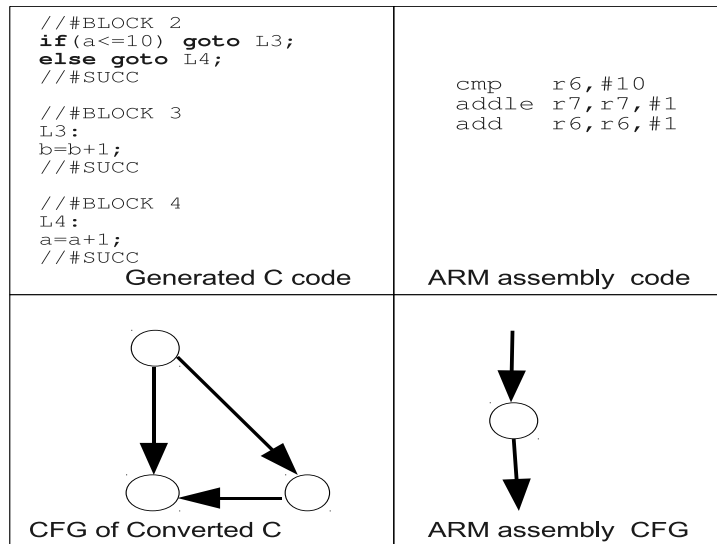 //#BLOCK 2
if(a<=10) goto L3;
else goto L4;
//#SUCC
//#BLOCK 3
L3:
b=b+1;
//#SUCC
//#BLOCK 4
L4:
a=a+1;
//#SUCC
Generated C code
cmp r6,#10
addle r7,r7,#1
add r6,r6,#1
ARM assembly code
CFG of Converted C
ARM assembly CFG